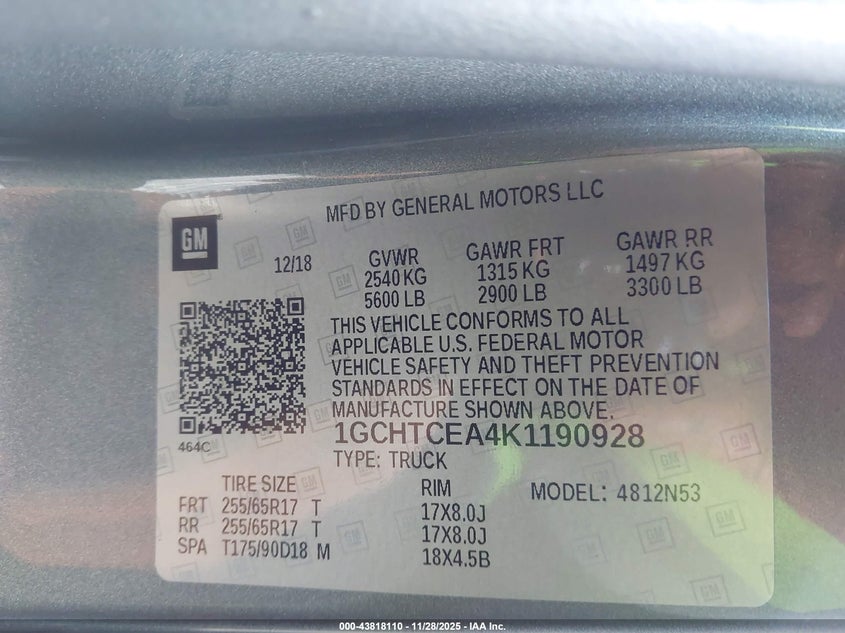 MFD BY GENERAL MOTORS LLC
GM
12/18
GVWR GAWR FRT GAWR RR
2540 KG 1315 KG 1497 KG
5600 LB 2900 LB 3300 LB
THIS VEHICLE CONFORMS TO ALL
APPLICABLE U.S. FEDERAL MOTOR
VEHICLE SAFETY AND THEFT PREVENTION
STANDARDS IN EFFECT ON THE DATE OF
MANUFACTURE SHOWN ABOVE.
464C
1GCHTCEA4K1190928
TYPE: TRUCK
TIRE SIZE RIM MODEL: 4812N53
FRT 255/65R17 T 17X8.0J
RR 255/65R17 T 17X8.0J
SPA T175/90D18 M 18X4.5B
000-43818110 - 11/28/2025 - IAA Inc.